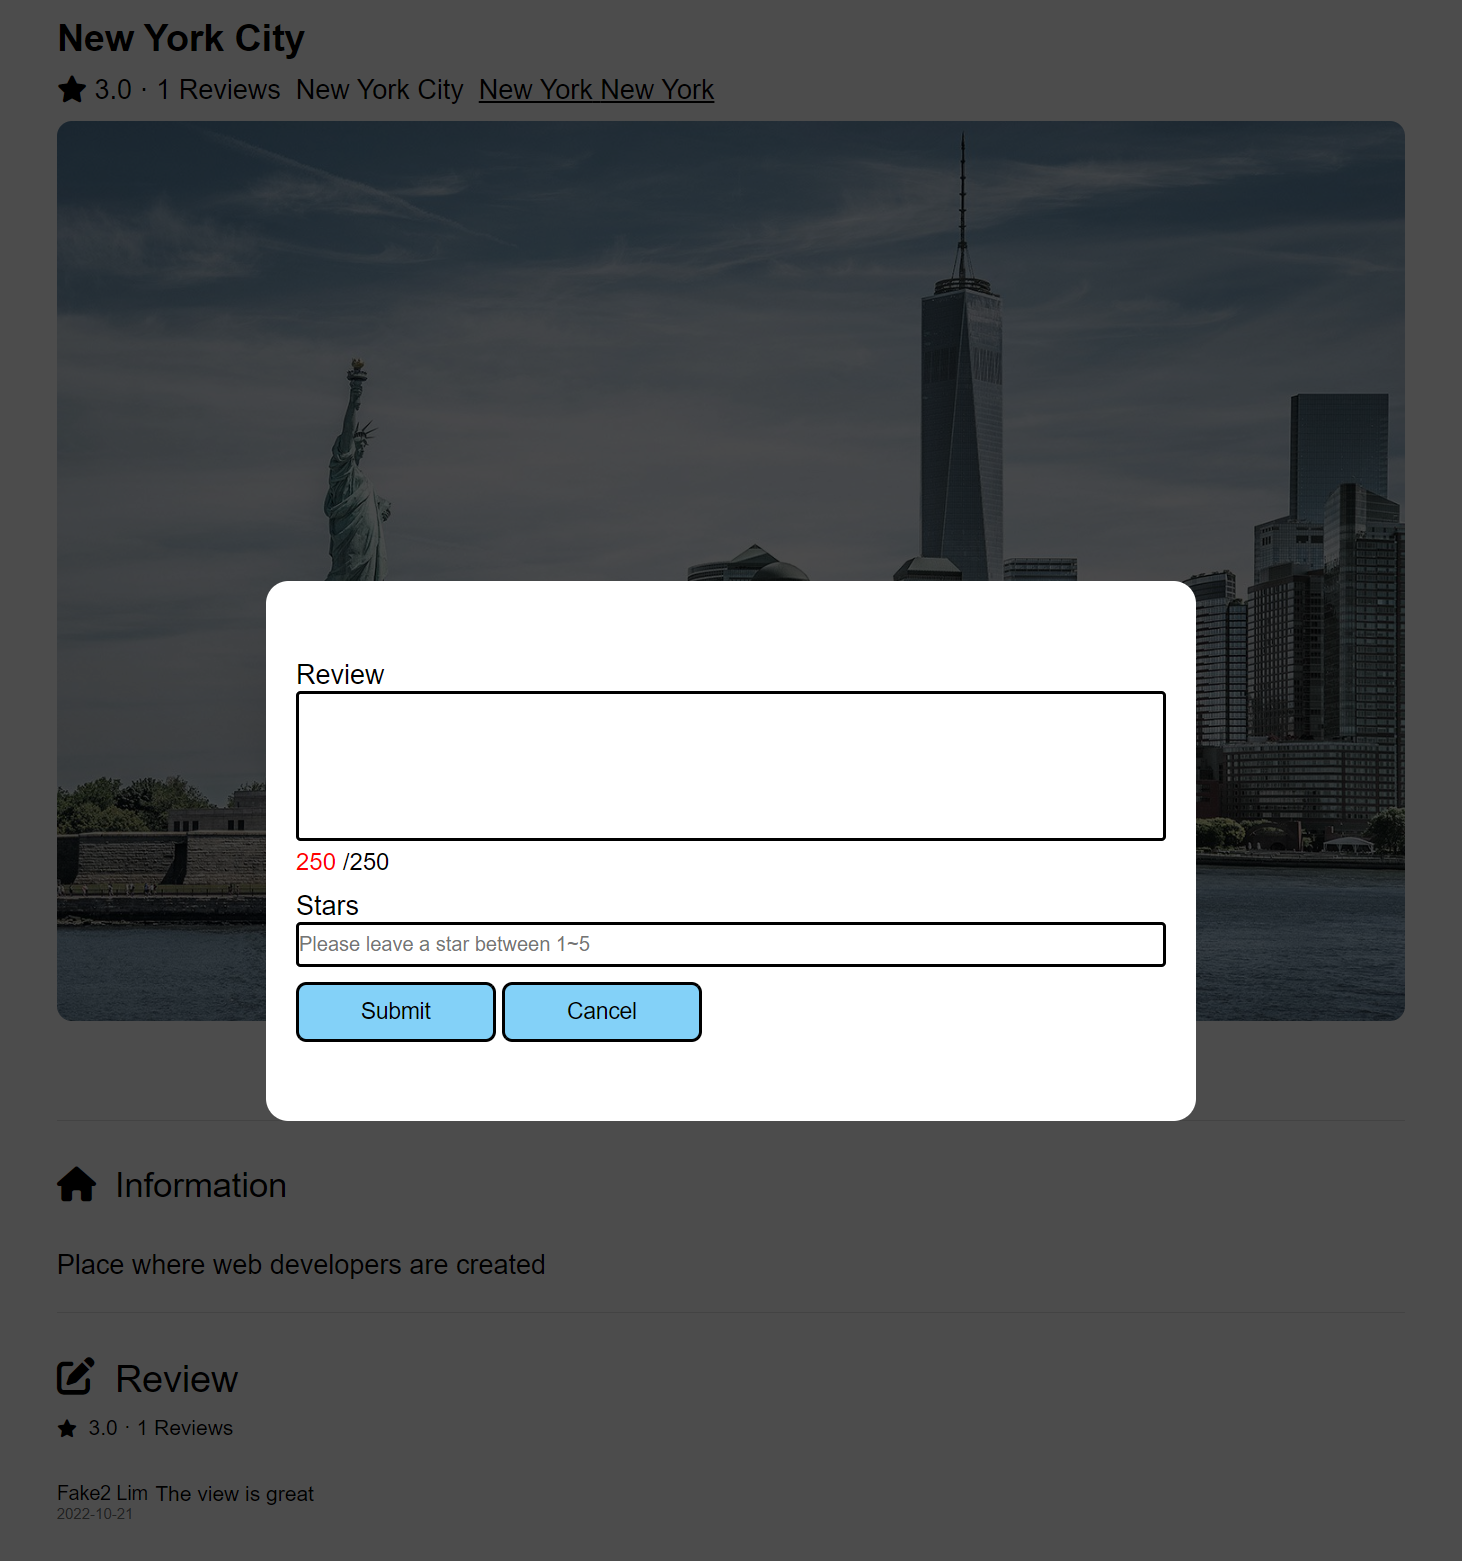 New York City
3.0 · 1 Reviews New York City New York New York
Review
250 /250
Stars
Please leave a star between 1~5
Submit Cancel
Information
Place where web developers are created
Review
3.0 · 1 Reviews
Fake2 Lim The view is great
2022-10-21